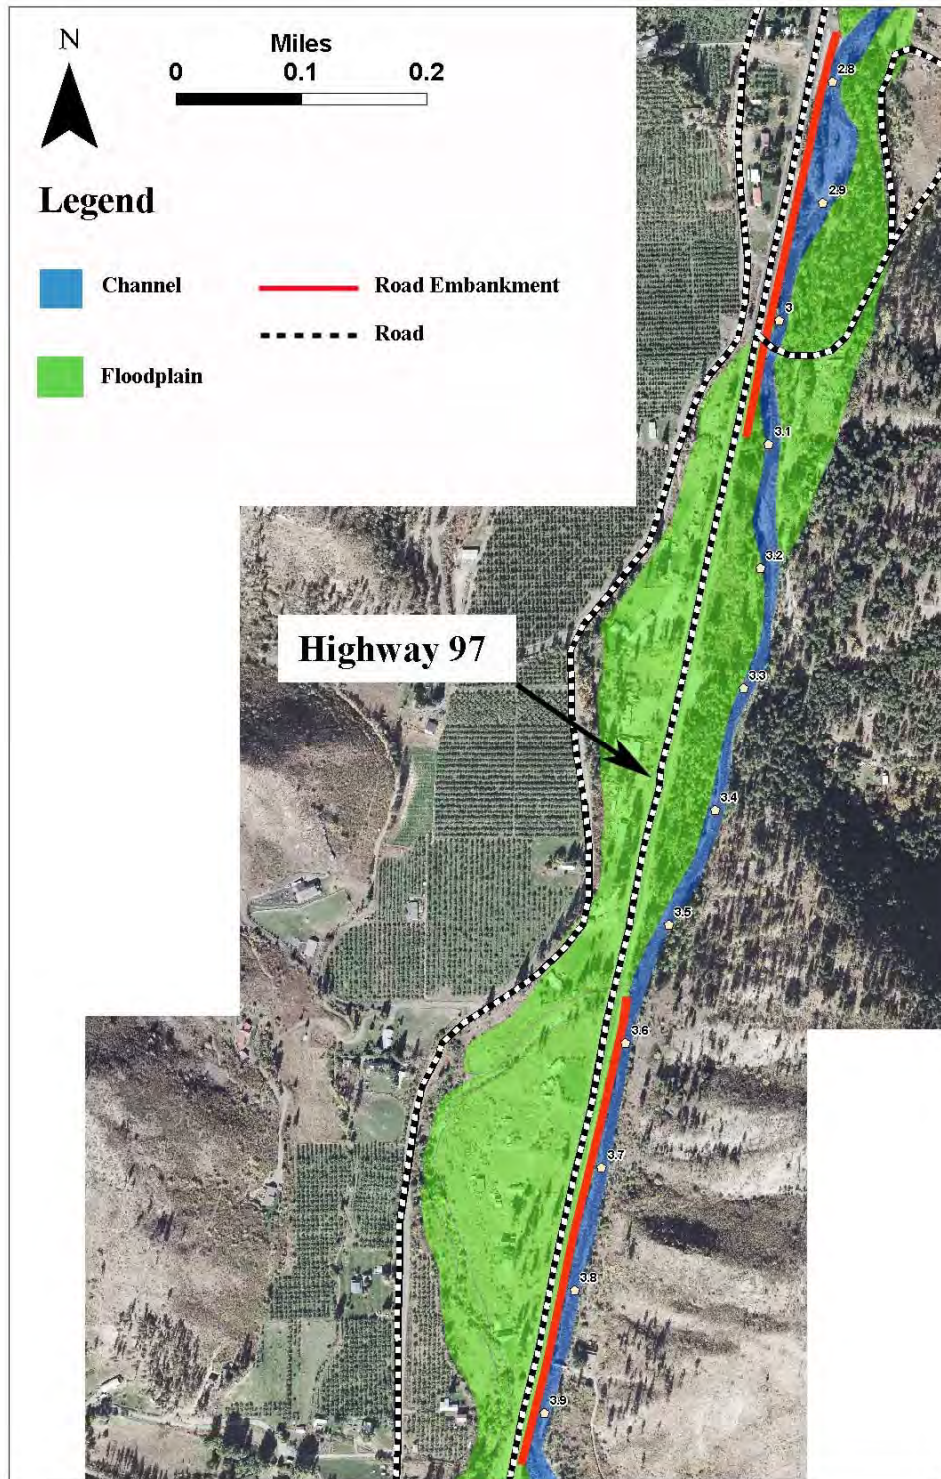 N
Miles
0 0.1 0.2
Legend
Channel
Road Embankment
Road
Floodplain
2.8
2.9
3
3.1
3.2
Highway 97
3.3
3.4
3.5
3.6
3.7
3.8
3.9